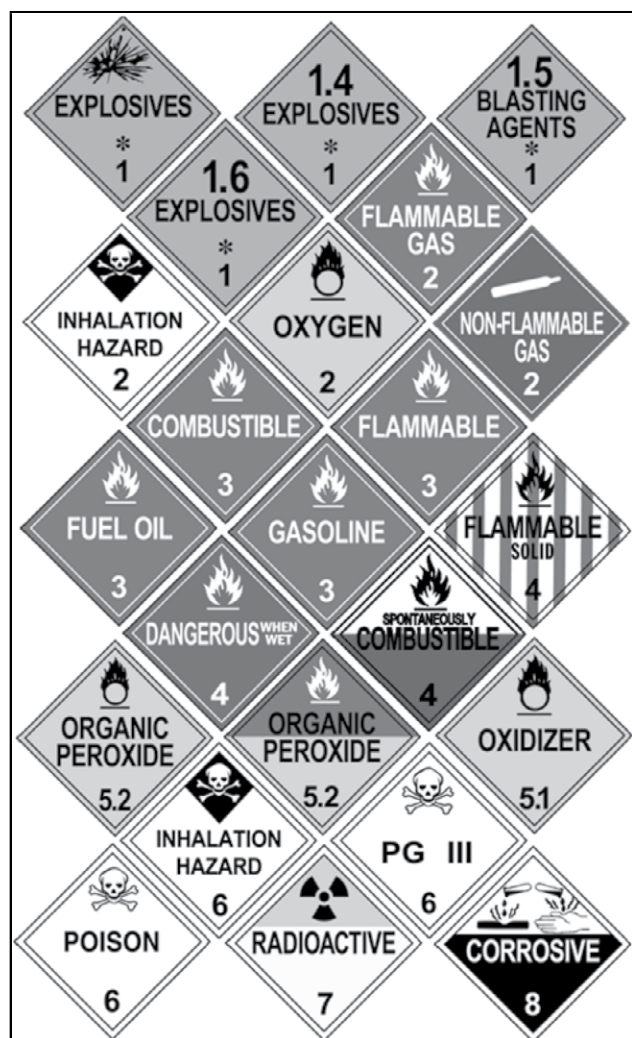 EXPLOSIVES
*
1
1.4
EXPLOSIVES
*
1
1.5
BLASTING
AGENTS
*
1
1.6
EXPLOSIVES
*
1
FLAMMABLE
GAS
2
INHALATION
HAZARD
2
OXYGEN
2
NON-FLAMMABLE
GAS
2
COMBUSTIBLE
3
FLAMMABLE
3
FUEL OIL
3
GASOLINE
3
FLAMMABLE
SOLID
4
DANGEROUS WHEN
WET
4
SPONTANEOUSLY
COMBUSTIBLE
4
ORGANIC
PEROXIDE
5.2
ORGANIC
PEROXIDE
5.2
OXIDIZER
5.1
INHALATION
HAZARD
6
PG III
6
POISON
6
RADIOACTIVE
7
CORROSIVE
8